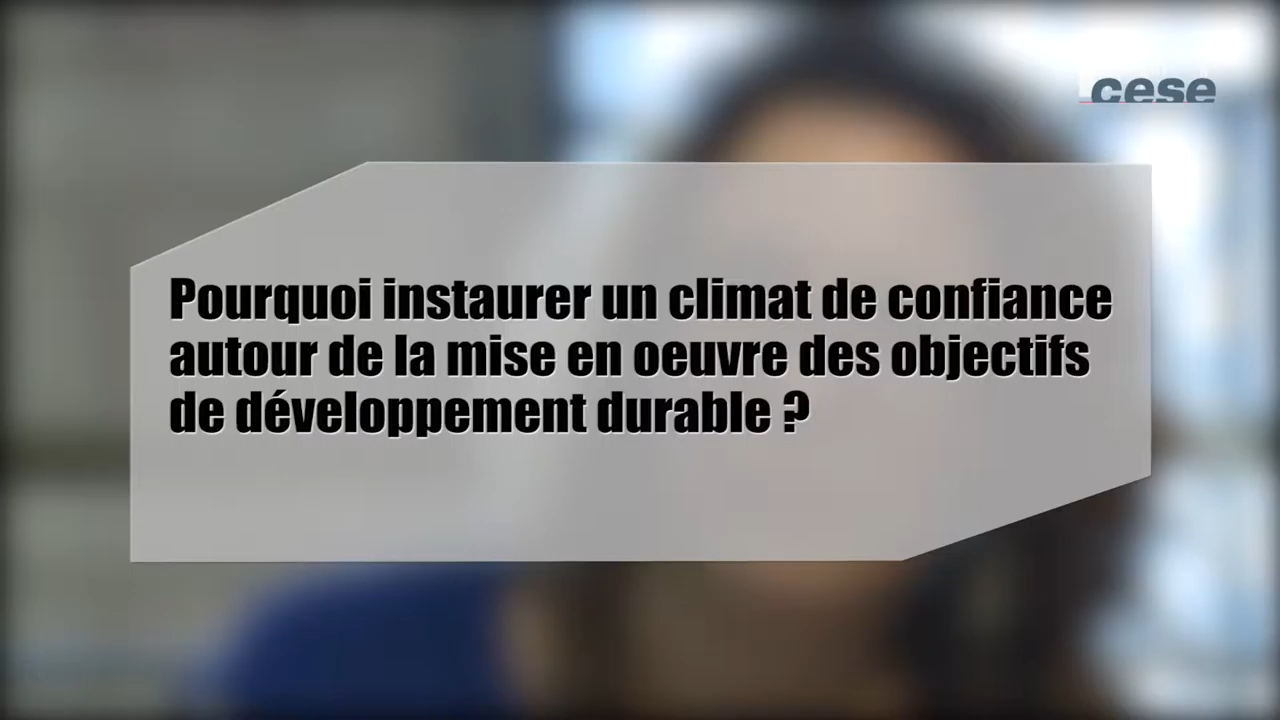 cese
Pourquoi instaurer un climat de confiance
autour de la mise en oeuvre des objectifs
de développement durable ?